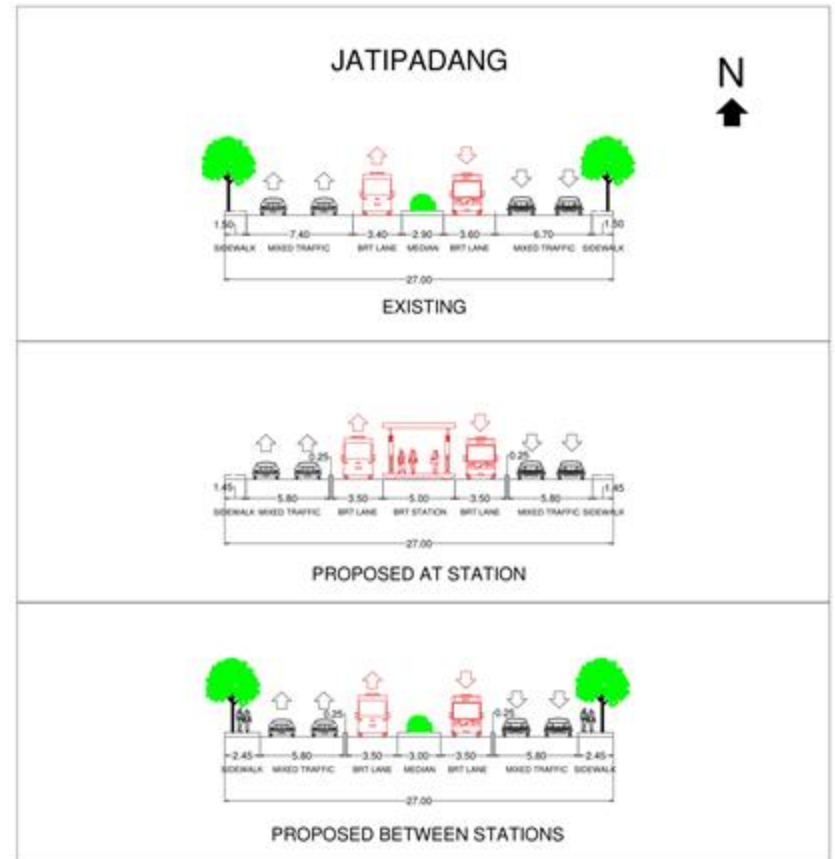 JATIPADANG
N
1.50 7.40 3.40 2.90 3.60 6.70 1.50
SIDEWALK MIXED TRAFFIC BRT LANE MEDIAN BRT LANE MIXED TRAFFIC SIDEWALK
27.00
EXISTING
0.25 0.25
1.45 5.80 3.50 5.00 3.50 5.80 1.45
SIDEWALK MIXED TRAFFIC BRT LANE BRT STATION BRT LANE MIXED TRAFFIC SIDEWALK
27.00
PROPOSED AT STATION
0.25 0.25
2.45 5.80 3.50 3.00 3.50 5.80 2.45
SIDEWALK MIXED TRAFFIC BRT LANE MEDIAN BRT LANE MIXED TRAFFIC SIDEWALK
27.00
PROPOSED BETWEEN STATIONS